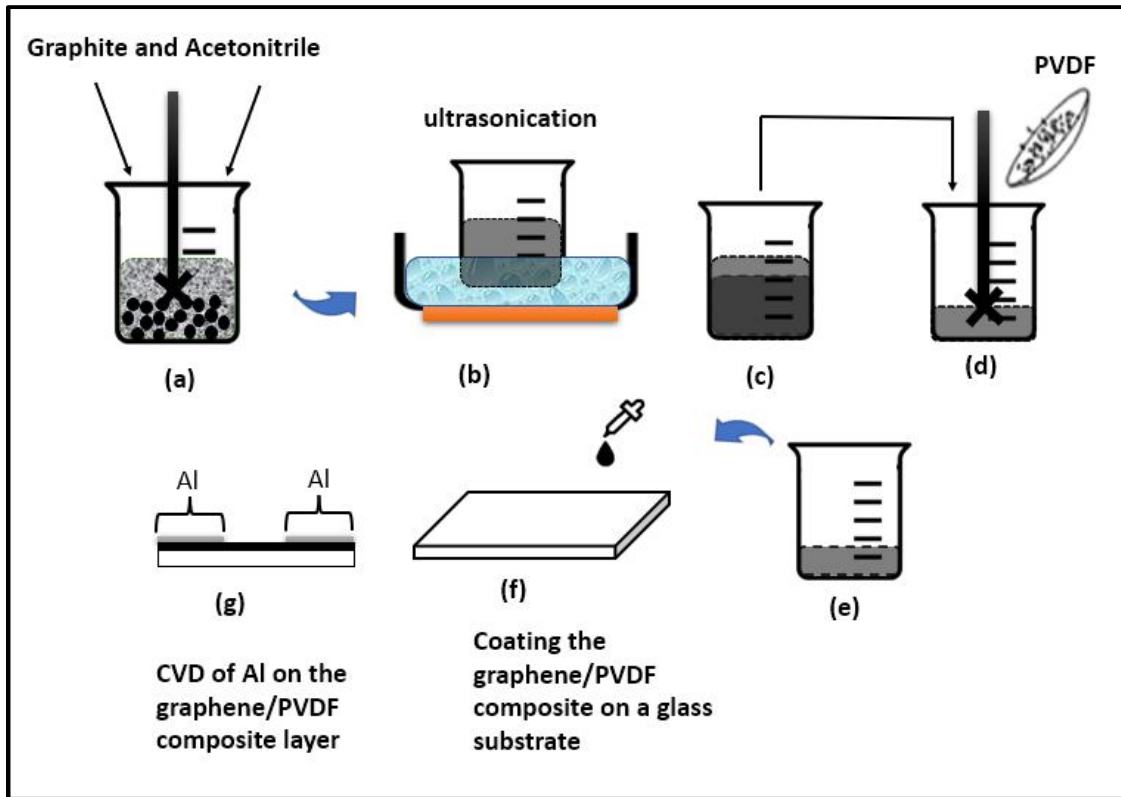 Graphite and Acetonitrile
PVDF
ultrasonication
(a)
(b)
(c)
(d)
Al
Al
(g)
(f)
(e)
CVD of Al on the
graphene/PVDF
composite layer
Coating the
graphene/PVDF
composite on a glass
substrate